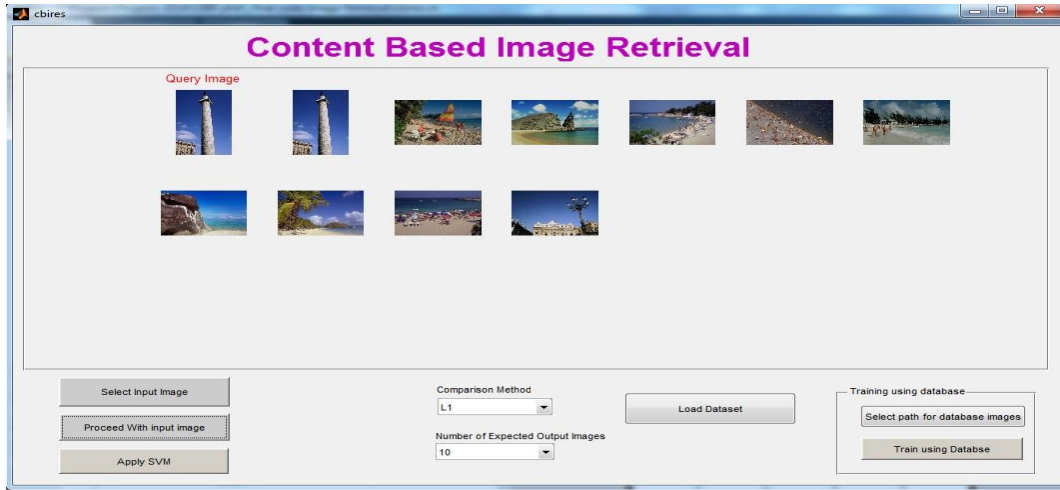 cbires
Content Based Image Retrieval
Query Image
Select Input Image
Proceed With input image
Apply SVM
Comparison Method
L1
Number of Expected Output Images
10
Load Dataset
Training using database
Select path for database images
Train using Databse